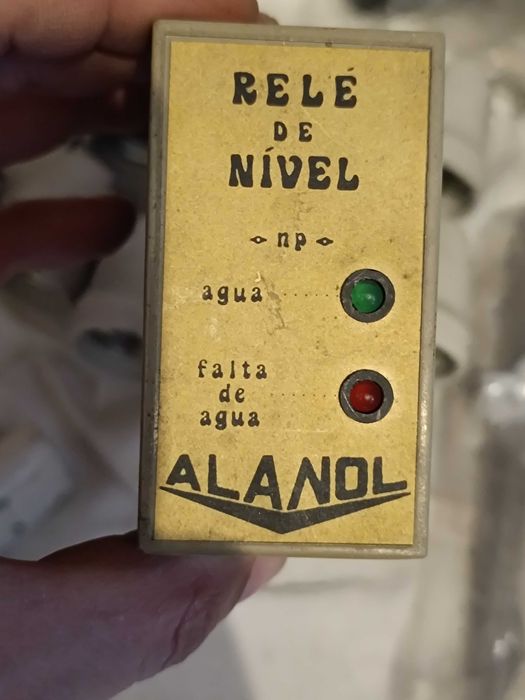 RELÉ
DE
NÍVEL
np
agua
falta
de
agua
ALANOL